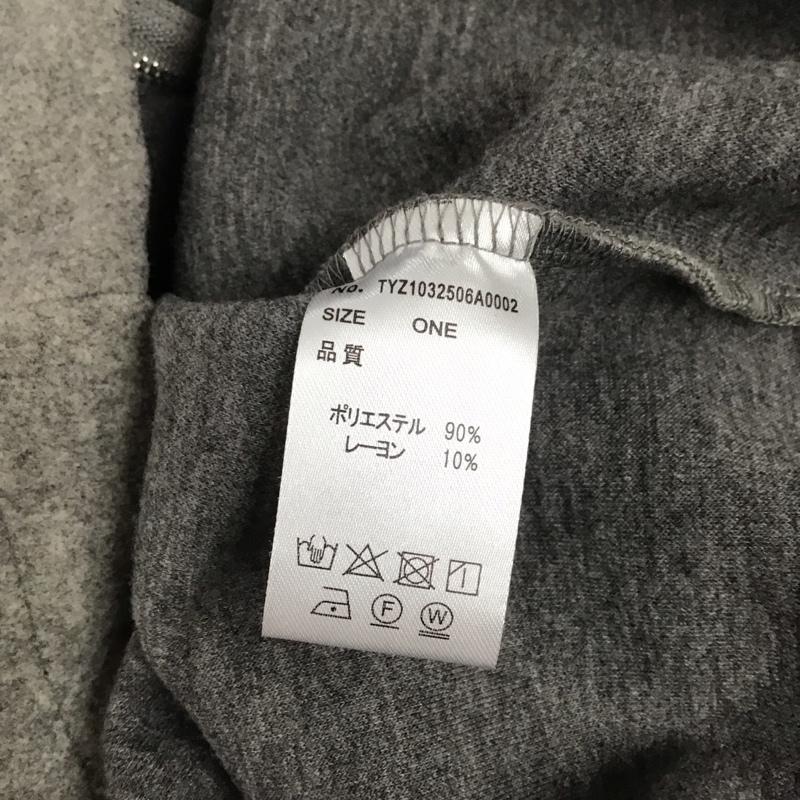 No. TYZ1032506A0002
SIZE ONE
品質
ポリエステル 90%
レーヨン 10%
F W